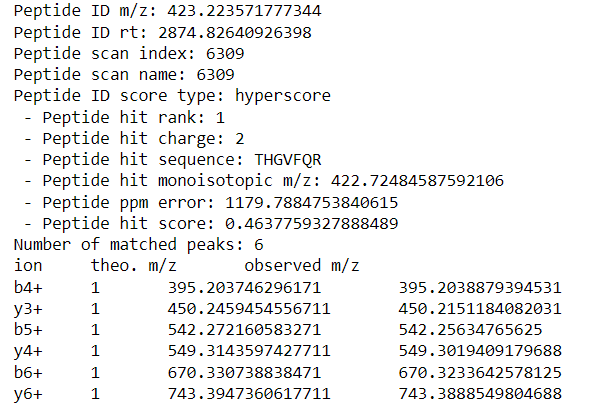 Peptide ID m/z: 423.223571777344
Peptide ID rt: 2874.82640926398
Peptide scan index: 6309
Peptide scan name: 6309
Peptide ID score type: hyperscore
- Peptide hit rank: 1
- Peptide hit charge: 2
- Peptide hit sequence: THGVFQR
- Peptide hit monoisotopic m/z: 422.72484587592106
- Peptide ppm error: 1179.7884753840615
- Peptide hit score: 0.4637759327888489
Number of matched peaks: 6
ion theo. m/z observed m/z
b4+ 1 395.203746296171 395.2038879394531
y3+ 1 450.2459454556711 450.2151184082031
b5+ 1 542.272160583271 542.25634765625
y4+ 1 549.3143597427711 549.3019409179688
b6+ 1 670.330738838471 670.3233642578125
y6+ 1 743.3947360617711 743.3888549804688